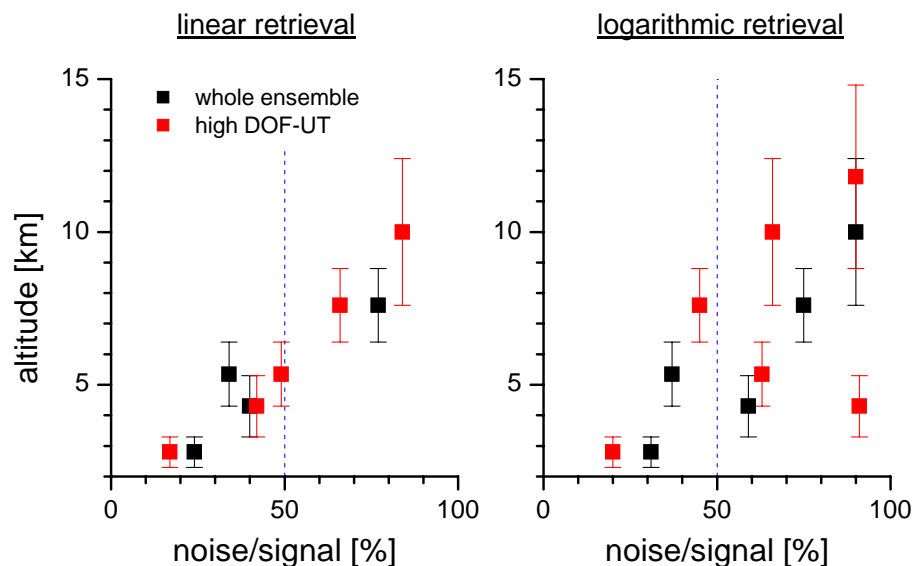 linear retrieval
logarithmic retrieval
15
10
5
altitude [km]
whole ensemble
high DOF-UT
0
50
100
noise/signal [%]
15
10
5
0
50
100
noise/signal [%]